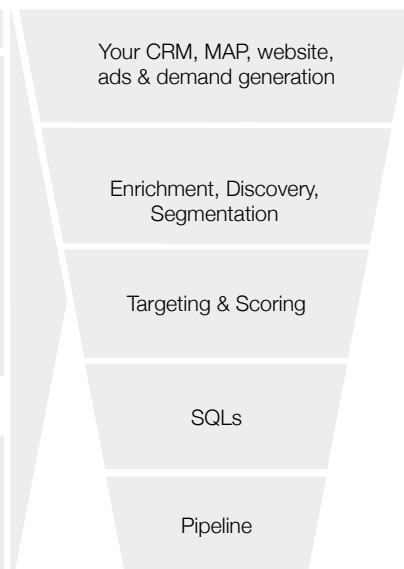 Your CRM, MAP, website,
ads & demand generation
Enrichment, Discovery,
Segmentation
Targeting & Scoring
SQLs
Pipeline